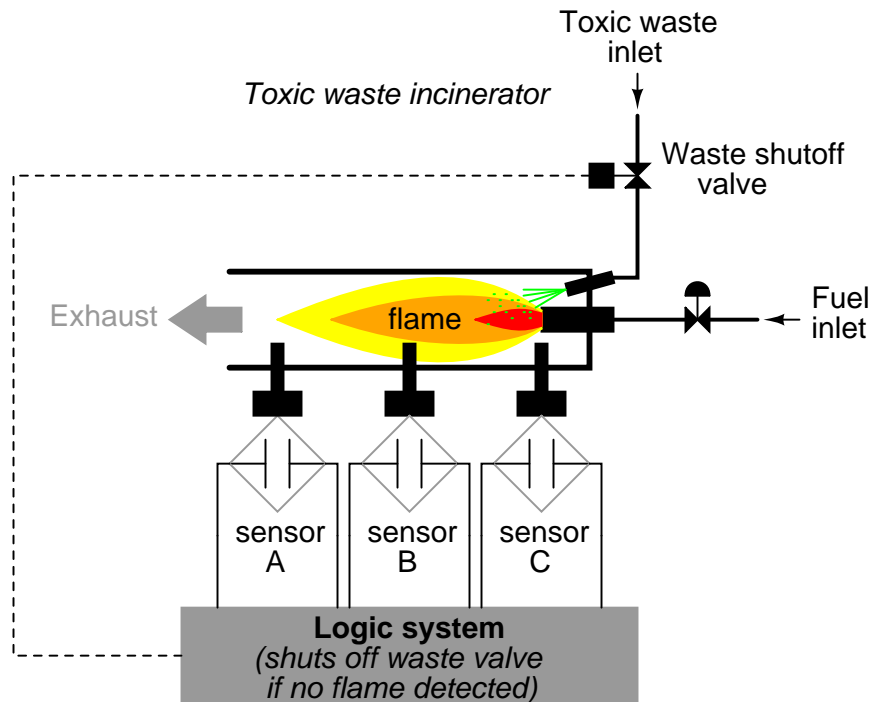 Toxic waste
inlet
Toxic waste incinerator
Waste shutoff
valve
Exhaust
flame
Fuel
inlet
sensor
A
sensor
B
sensor
C
Logic system
(shuts off waste valve
if no flame detected)